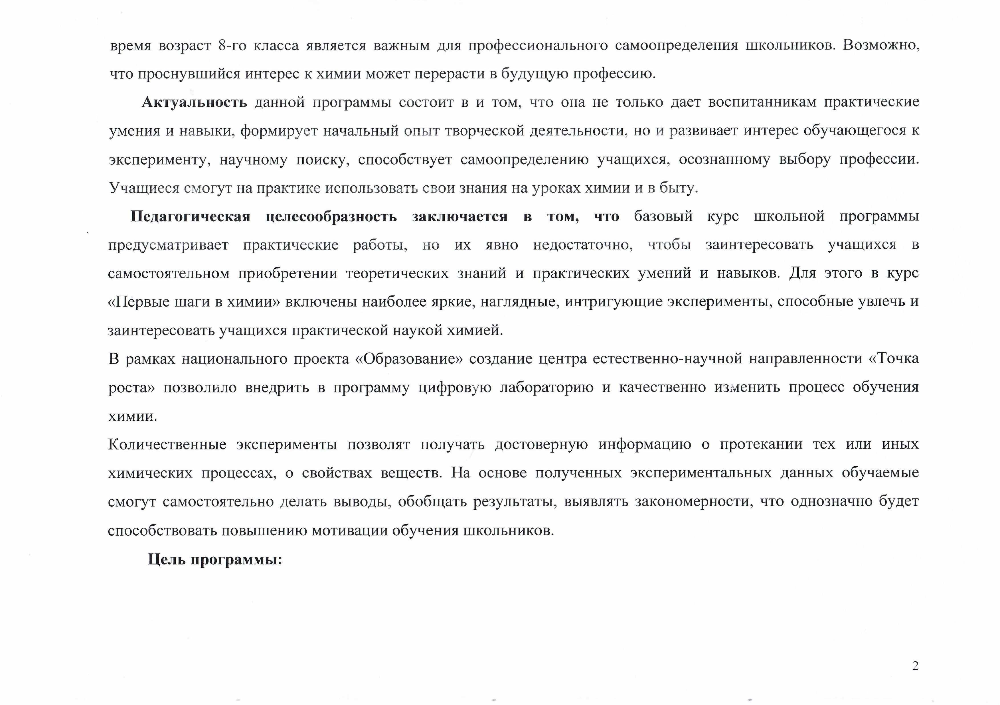 время возраст 8-го класса является важным для профессионального самоопределения школьников. Возможно,
что проснувшийся интерес к химии может перерасти в будущую профессию.
Актуальность данной программы состоит в и том, что она не только дает воспитанникам практические
умения и навыки, формирует начальный опыт творческой деятельности, но и развивает интерес обучающегося к
эксперименту, научному поиску, способствует самоопределению учащихся, осознанному выбору профессии.
Учащиеся смогут на практике использовать свои знания на уроках химии и в быту.
Педагогическая целесообразность заключается в том, что базовый курс школьной программы
предусматривает практические работы, но их явно недостаточно, чтобы заинтересовать учащихся в
самостоятельном приобретении теоретических знаний и практических умений и навыков. Для этого в курс
«Первые шаги в химии» включены наиболее яркие, наглядные, интригующие эксперименты, способные увлечь и
заинтересовать учащихся практической наукой химией.
В рамках национального проекта «Образование» создание центра естественно-научной направленности «Точка
роста» позволило внедрить в программу цифровую лабораторию и качественно изменить процесс обучения
химии.
Количественные эксперименты позволят получать достоверную информацию о протекании тех или иных
химических процессах, о свойствах веществ. На основе полученных экспериментальных данных обучаемые
смогут самостоятельно делать выводы, обобщать результаты, выявлять закономерности, что однозначно будет
способствовать повышению мотивации обучения школьников.
Цель программы:
2